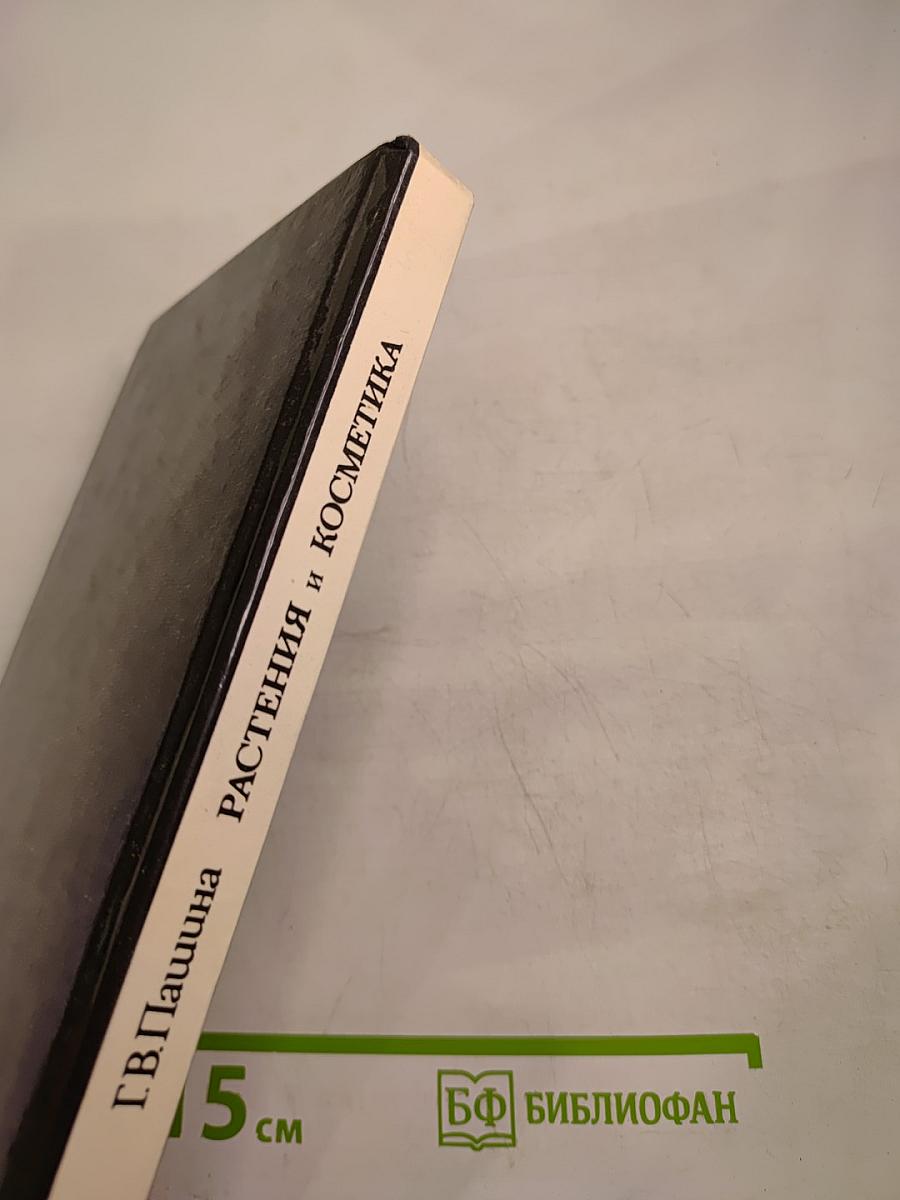 Г.В.Пашина РАСТЕНИЯ и КОСМЕТИКА
15 см
БФ БИБЛИОФАН